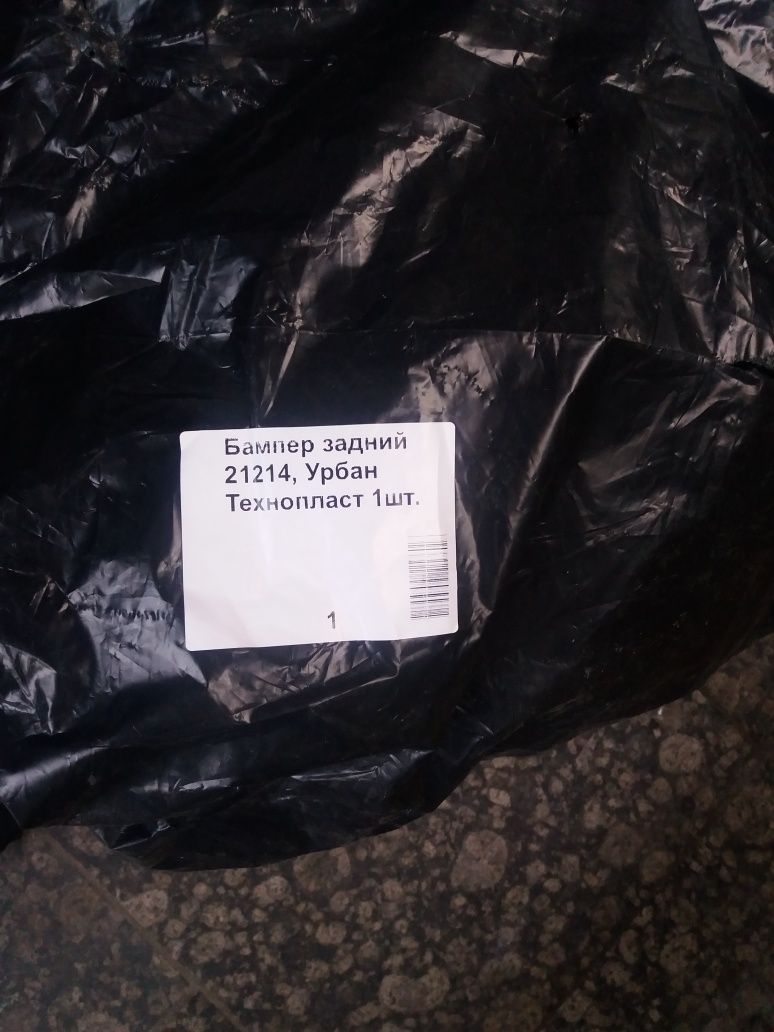 Бампер задний
21214, Урбан
Технопласт 1шт.
1